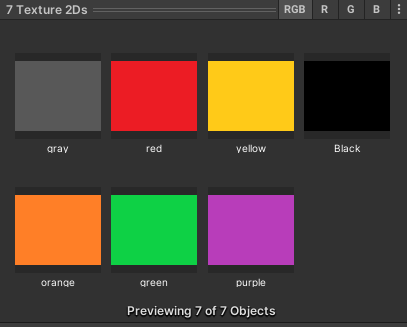 7 Texture 2Ds RGB R G B
gray red yellow Black
orange green purple
Previewing 7 of 7 Objects